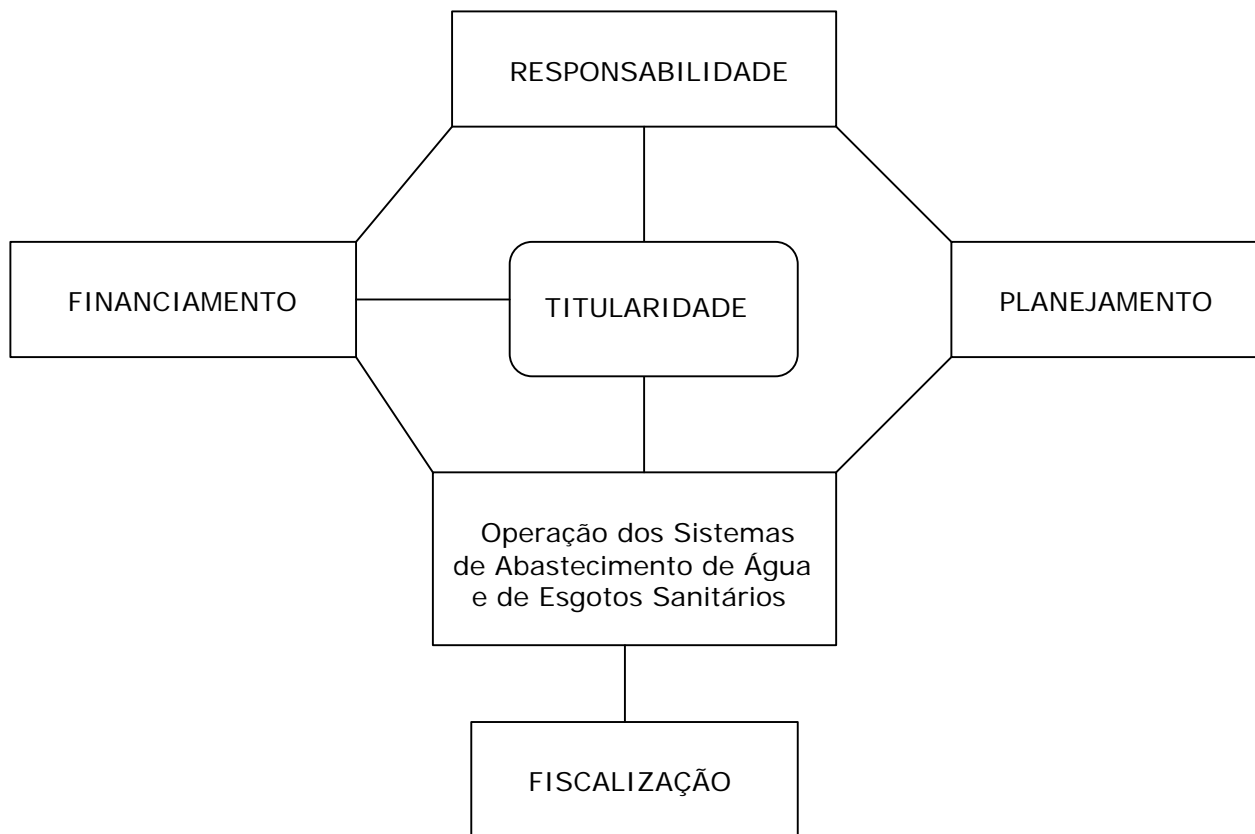 RESPONSABILIDADE
FINANCIAMENTO
TITULARIDADE
PLANEJAMENTO
Operação dos Sistemas
de Abastecimento de Água
e de Esgotos Sanitários
FISCALIZAÇÃO